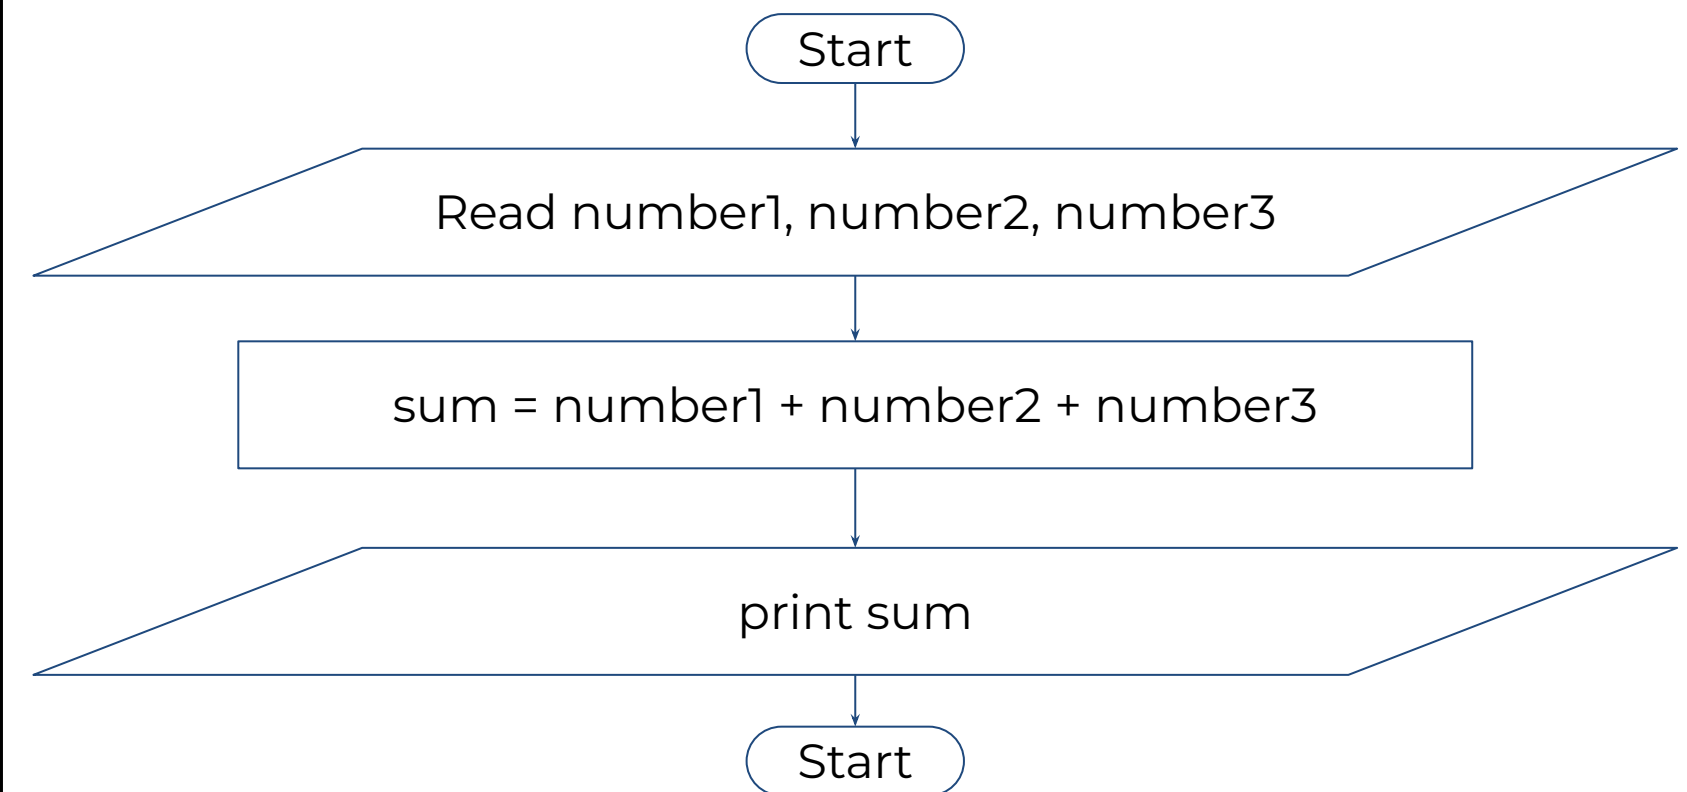 Start
Read number1, number2, number3
sum = number1 + number2 + number3
print sum
Start